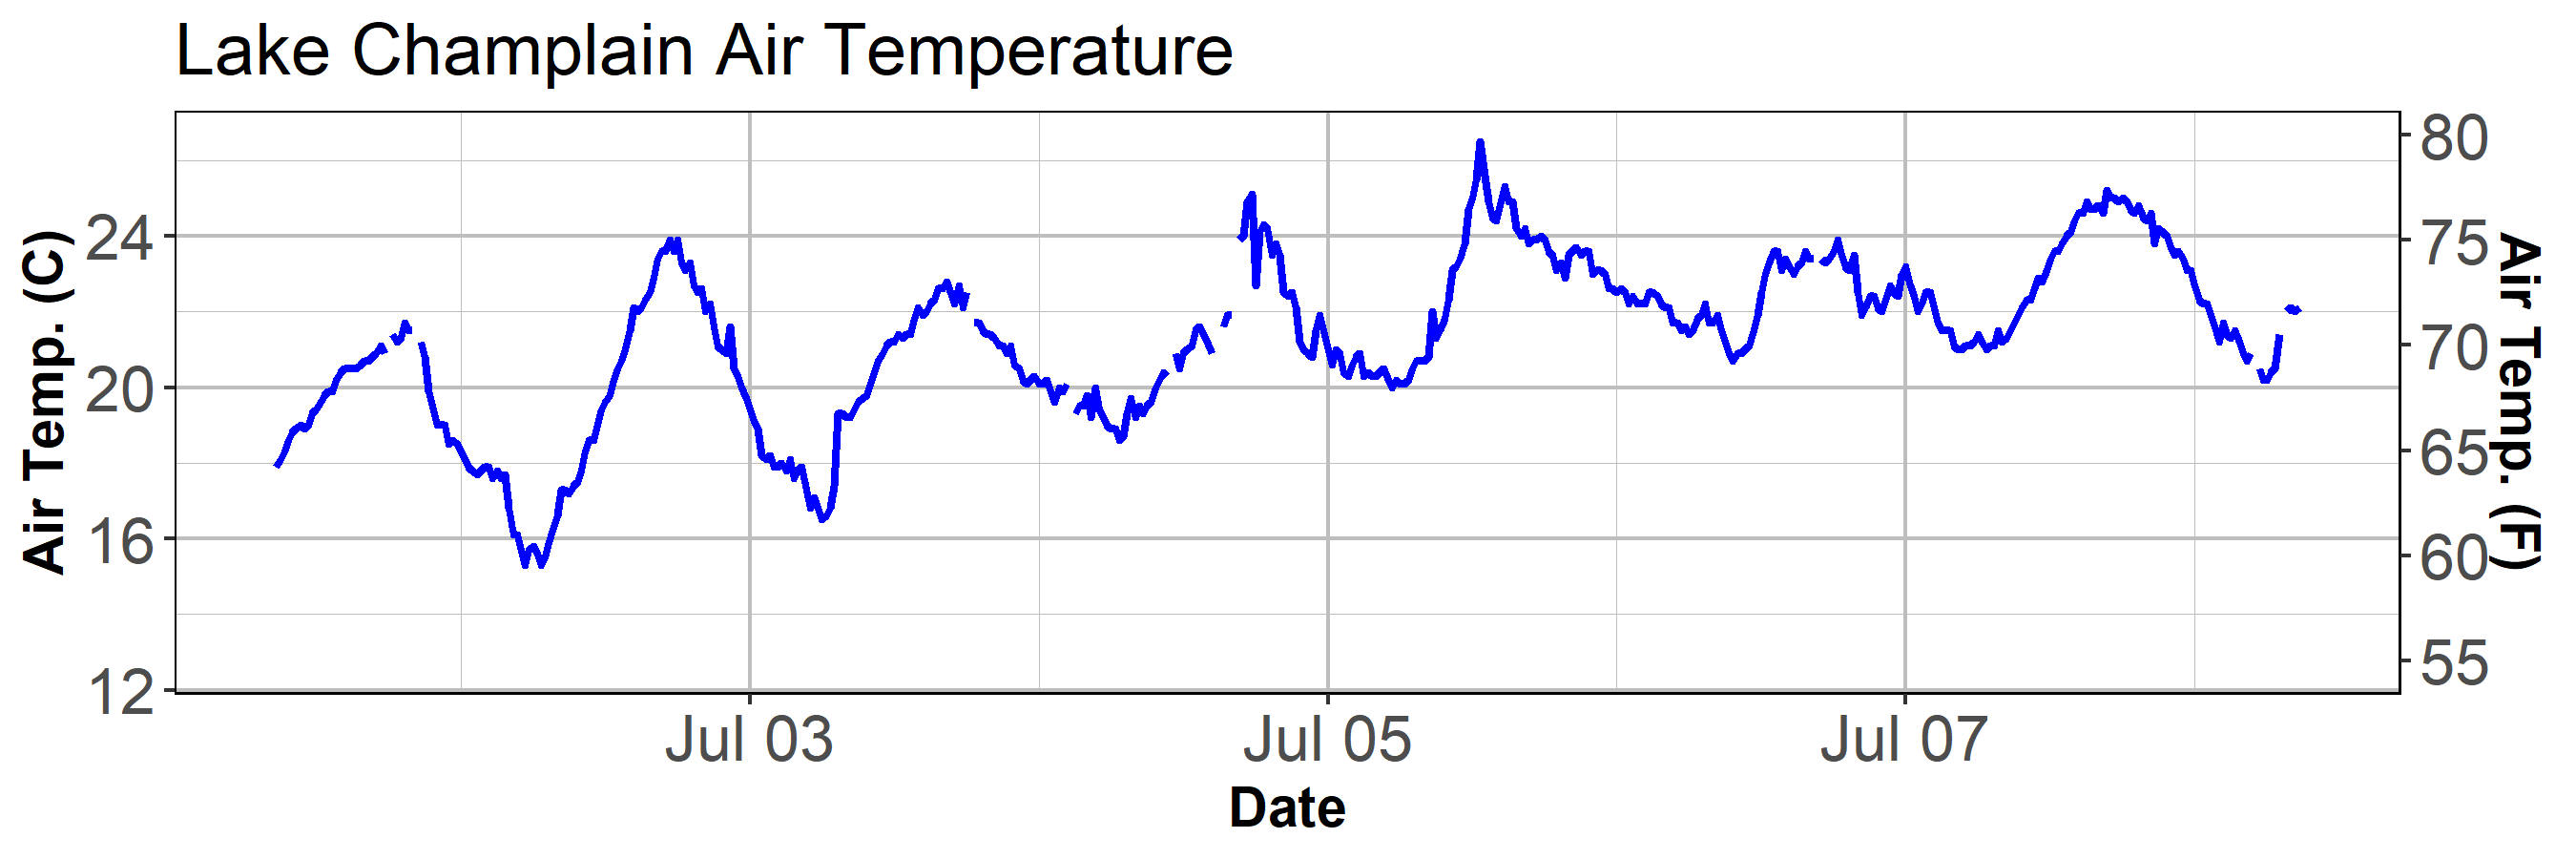 Lake Champlain Air Temperature
Air Temp. (C)
24
20
16
12
80
75
70
65
60
55
Air Temp. (F)
Jul 03
Jul 05
Jul 07
Date